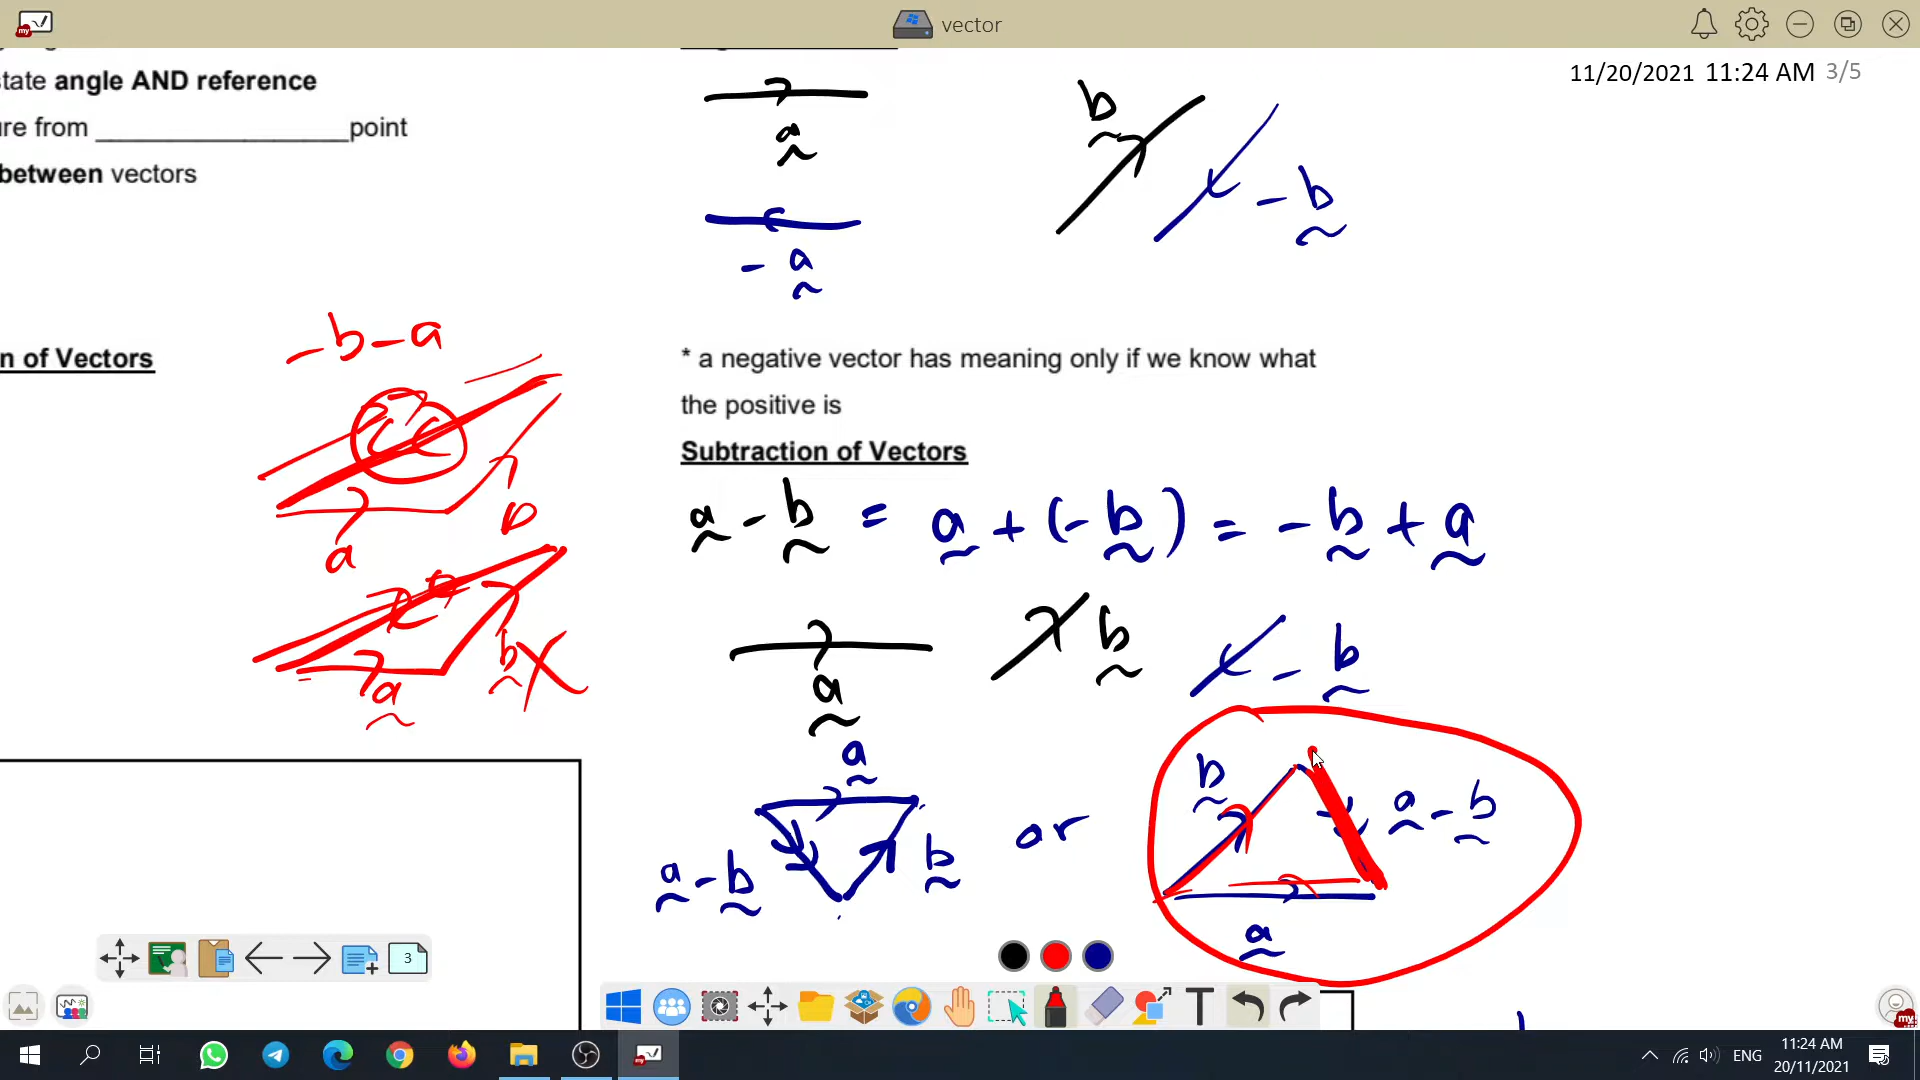 vector
11/20/2021 11:24 AM 3/5
tate angle AND reference
re from ________________point
between vectors
a
b
- b
- a
-b-a
n of Vectors
a
b
a
b
* a negative vector has meaning only if we know what
the positive is
Subtraction of Vectors
a - b = a + (-b) = -b + a
a
b
- b
a
a - b
b
or
b
a - b
a
3
T
my
ENG
11:24 AM
20/11/2021